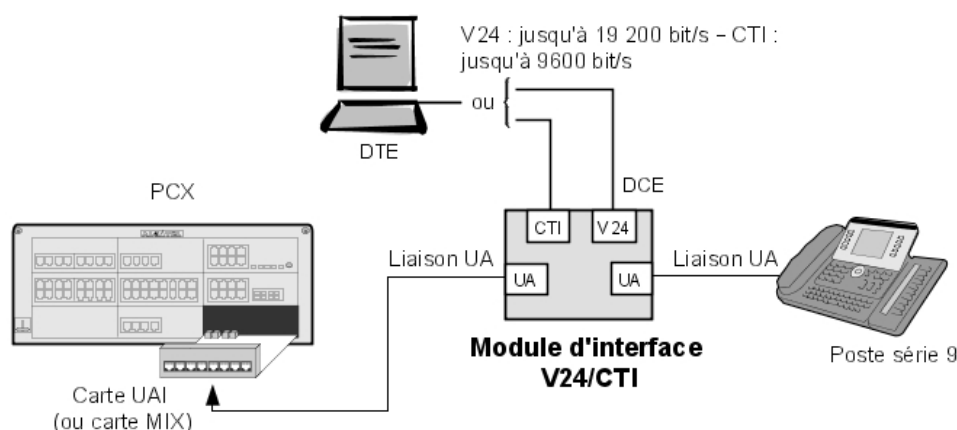 V24 : jusqu'à 19 200 bit/s – CTI :
jusqu'à 9600 bit/s
ou
DTE
PCX
DCE
CTI
V24
Liaison UA
UA
UA
Liaison UA
Module d'interface
V24/CTI
Poste série 9
Carte UAI
(ou carte MIX)